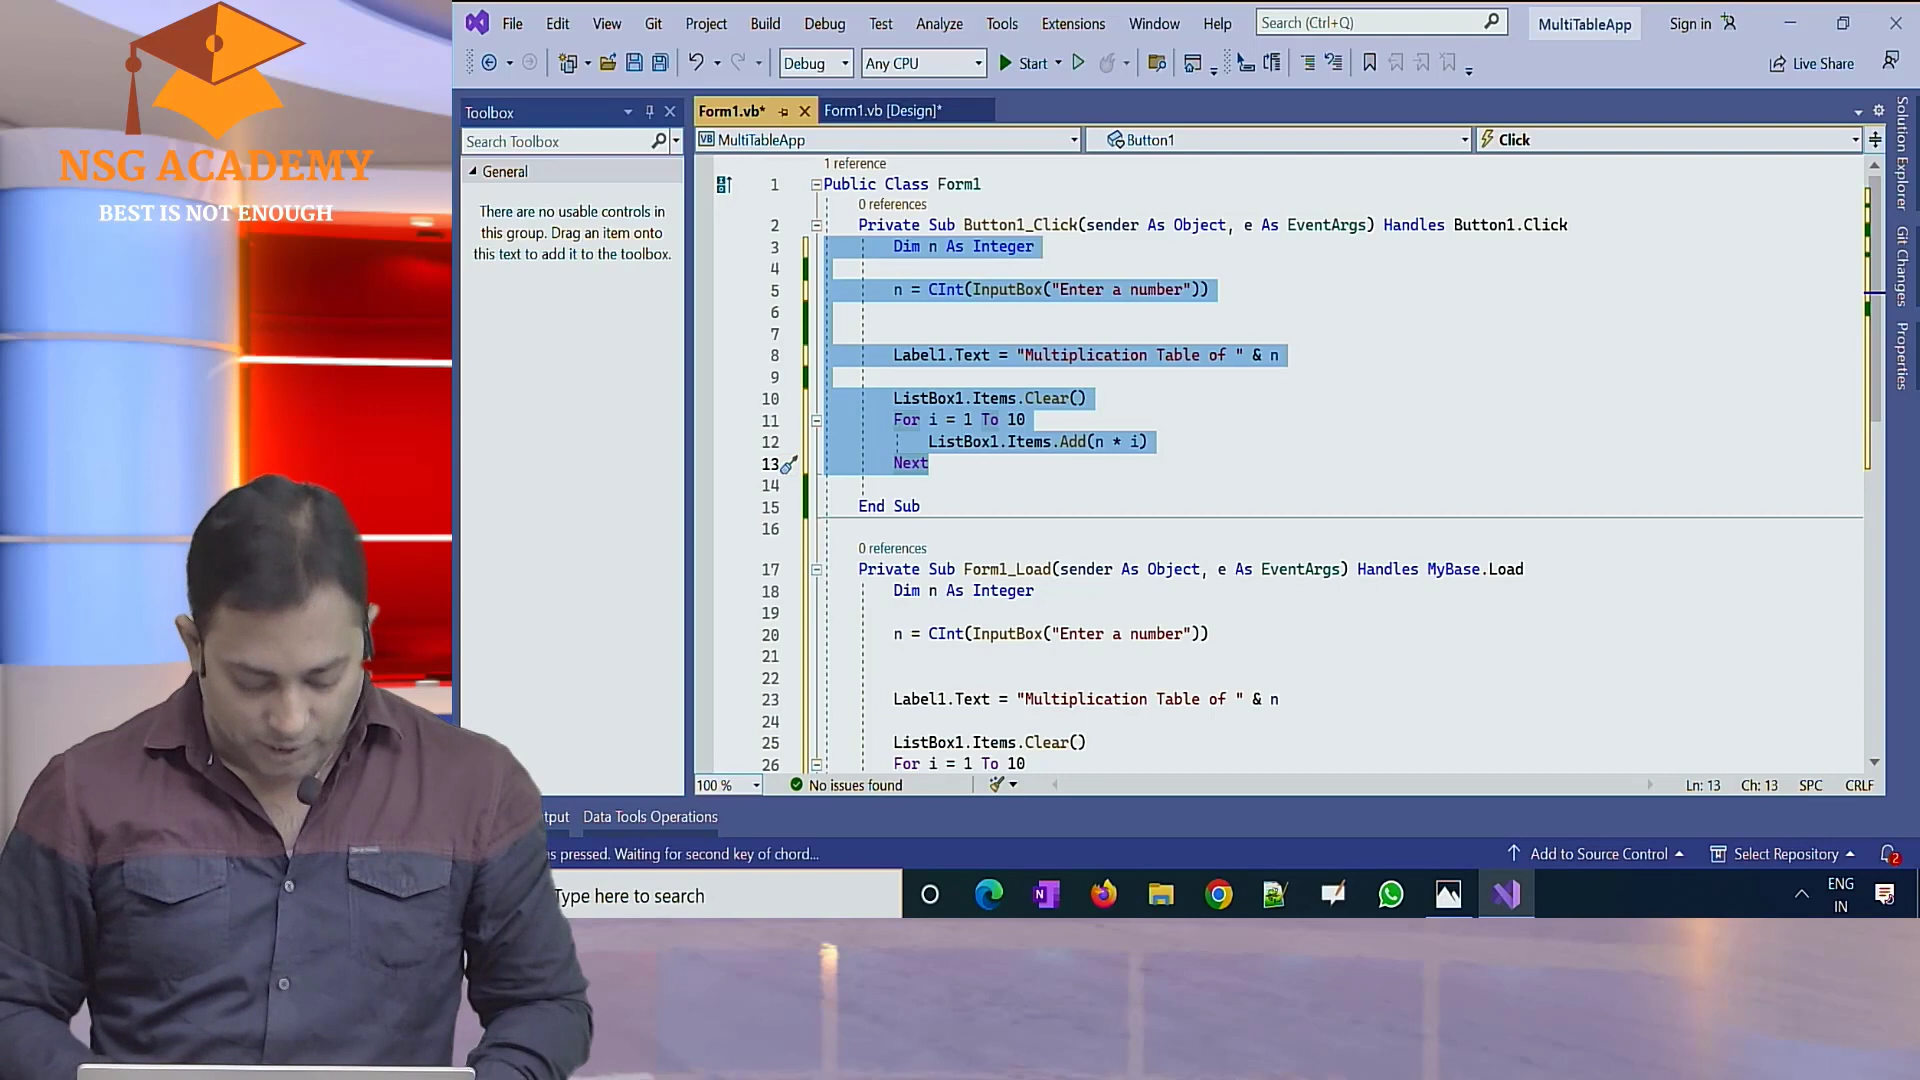 NSG ACADEMY
BEST IS NOT ENOUGH
File Edit View Git Project Build Debug Test Analyze Tools Extensions Window Help Search (Ctrl+Q) MultiTableApp Sign in
Debug Any CPU Start Live Share
Toolbox
Search Toolbox
General
There are no usable controls in
this group. Drag an item onto
this text to add it to the toolbox.
Form1.vb* Form1.vb [Design]*
VB MultiTableApp Button1 Click
1 reference
1 Public Class Form1
0 references
2 Private Sub Button1_Click(sender As Object, e As EventArgs) Handles Button1.Click
3 Dim n As Integer
4
5 n = CInt(InputBox("Enter a number"))
6
7
8 Label1.Text = "Multiplication Table of " & n
9
10 ListBox1.Items.Clear()
11 For i = 1 To 10
12 ListBox1.Items.Add(n * i)
13 Next
14
15 End Sub
16
0 references
17 Private Sub Form1_Load(sender As Object, e As EventArgs) Handles MyBase.Load
18 Dim n As Integer
19
20 n = CInt(InputBox("Enter a number"))
21
22
23 Label1.Text = "Multiplication Table of " & n
24
25 ListBox1.Items.Clear()
26 For i = 1 To 10
100 % No issues found Ln: 13 Ch: 13 SPC CRLF
Solution Explorer
Git Changes
Properties
Data Tools Operations
pressed. Waiting for second key of chord... Add to Source Control Select Repository 2
Type here to search
ENG
IN